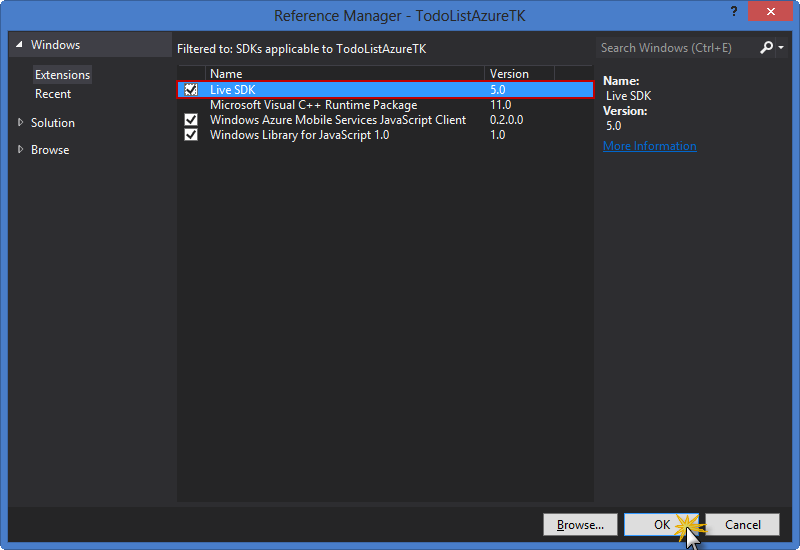 Reference Manager - TodoListAzureTK
?
Windows
Extensions
Recent
Solution
Browse
Filtered to: SDKs applicable to TodoListAzureTK
Search Windows (Ctrl+E)
Name Version
Live SDK 5.0
Microsoft Visual C++ Runtime Package 11.0
Windows Azure Mobile Services JavaScript Client 0.2.0.0
Windows Library for JavaScript 1.0 1.0
Name:
Live SDK
Version:
5.0
More Information
Browse... OK Cancel